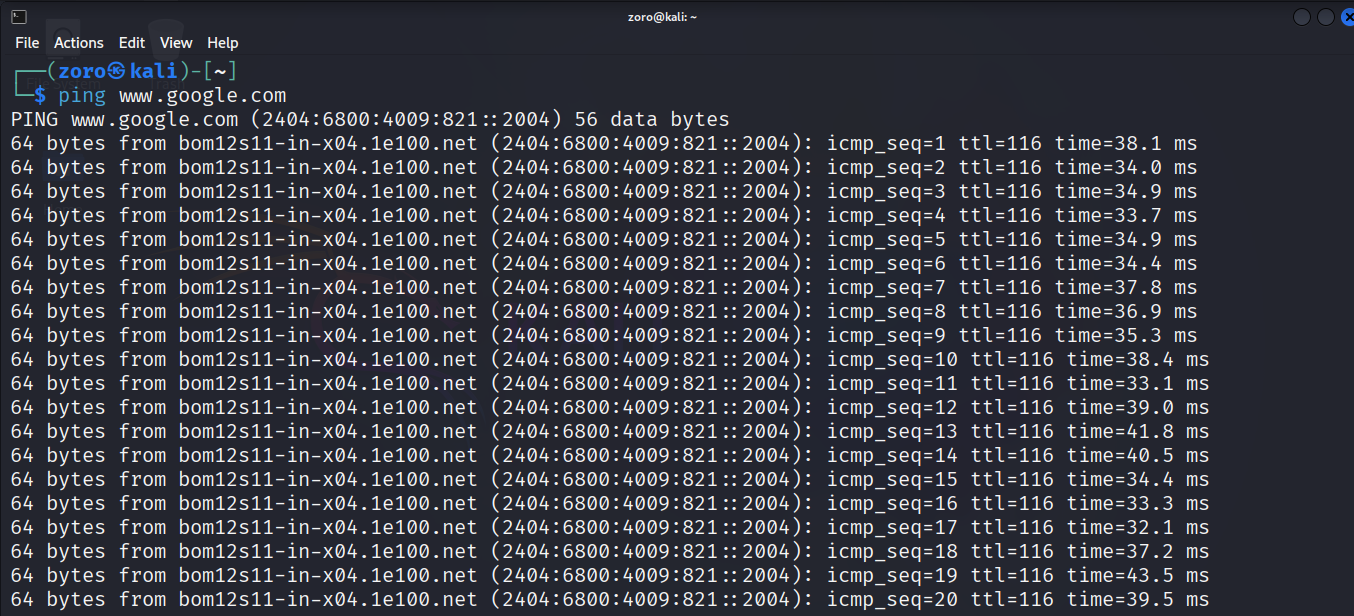 zoro@kali: ~
File Actions Edit View Help
┌──(zoro㉿kali)-[~]
└─$ ping www.google.com
PING www.google.com (2404:6800:4009:821::2004) 56 data bytes
64 bytes from bom12s11-in-x04.1e100.net (2404:6800:4009:821::2004): icmp_seq=1 ttl=116 time=38.1 ms
64 bytes from bom12s11-in-x04.1e100.net (2404:6800:4009:821::2004): icmp_seq=2 ttl=116 time=34.0 ms
64 bytes from bom12s11-in-x04.1e100.net (2404:6800:4009:821::2004): icmp_seq=3 ttl=116 time=34.9 ms
64 bytes from bom12s11-in-x04.1e100.net (2404:6800:4009:821::2004): icmp_seq=4 ttl=116 time=33.7 ms
64 bytes from bom12s11-in-x04.1e100.net (2404:6800:4009:821::2004): icmp_seq=5 ttl=116 time=34.9 ms
64 bytes from bom12s11-in-x04.1e100.net (2404:6800:4009:821::2004): icmp_seq=6 ttl=116 time=34.4 ms
64 bytes from bom12s11-in-x04.1e100.net (2404:6800:4009:821::2004): icmp_seq=7 ttl=116 time=37.8 ms
64 bytes from bom12s11-in-x04.1e100.net (2404:6800:4009:821::2004): icmp_seq=8 ttl=116 time=36.9 ms
64 bytes from bom12s11-in-x04.1e100.net (2404:6800:4009:821::2004): icmp_seq=9 ttl=116 time=35.3 ms
64 bytes from bom12s11-in-x04.1e100.net (2404:6800:4009:821::2004): icmp_seq=10 ttl=116 time=38.4 ms
64 bytes from bom12s11-in-x04.1e100.net (2404:6800:4009:821::2004): icmp_seq=11 ttl=116 time=33.1 ms
64 bytes from bom12s11-in-x04.1e100.net (2404:6800:4009:821::2004): icmp_seq=12 ttl=116 time=39.0 ms
64 bytes from bom12s11-in-x04.1e100.net (2404:6800:4009:821::2004): icmp_seq=13 ttl=116 time=41.8 ms
64 bytes from bom12s11-in-x04.1e100.net (2404:6800:4009:821::2004): icmp_seq=14 ttl=116 time=40.5 ms
64 bytes from bom12s11-in-x04.1e100.net (2404:6800:4009:821::2004): icmp_seq=15 ttl=116 time=34.4 ms
64 bytes from bom12s11-in-x04.1e100.net (2404:6800:4009:821::2004): icmp_seq=16 ttl=116 time=33.3 ms
64 bytes from bom12s11-in-x04.1e100.net (2404:6800:4009:821::2004): icmp_seq=17 ttl=116 time=32.1 ms
64 bytes from bom12s11-in-x04.1e100.net (2404:6800:4009:821::2004): icmp_seq=18 ttl=116 time=37.2 ms
64 bytes from bom12s11-in-x04.1e100.net (2404:6800:4009:821::2004): icmp_seq=19 ttl=116 time=43.5 ms
64 bytes from bom12s11-in-x04.1e100.net (2404:6800:4009:821::2004): icmp_seq=20 ttl=116 time=39.5 ms